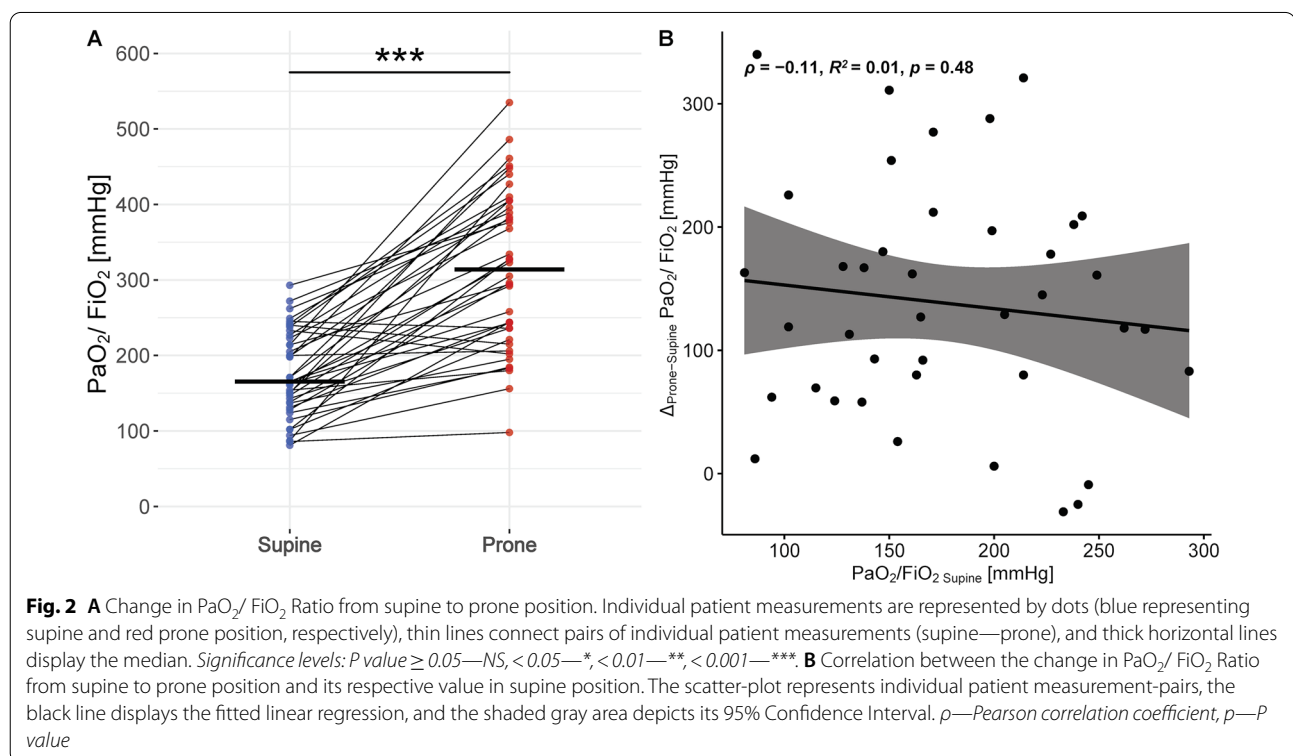 A
***
600
500
400
300
200
100
0
PaO₂/ FiO₂ [mmHg]
Supine
Prone
B
ρ = −0.11, R² = 0.01, p = 0.48
300
200
100
0
Δ Prone−Supine PaO₂/ FiO₂ [mmHg]
100
150
200
250
300
PaO₂/FiO₂ Supine [mmHg]
Fig. 2 A Change in PaO₂/ FiO₂ Ratio from supine to prone position. Individual patient measurements are represented by dots (blue representing
supine and red prone position, respectively), thin lines connect pairs of individual patient measurements (supine—prone), and thick horizontal lines
display the median. Significance levels: P value ≥ 0.05—NS, < 0.05—*, < 0.01—**, < 0.001—***. B Correlation between the change in PaO₂/ FiO₂ Ratio
from supine to prone position and its respective value in supine position. The scatter-plot represents individual patient measurement-pairs, the
black line displays the fitted linear regression, and the shaded gray area depicts its 95% Confidence Interval. ρ—Pearson correlation coefficient, p—P
value